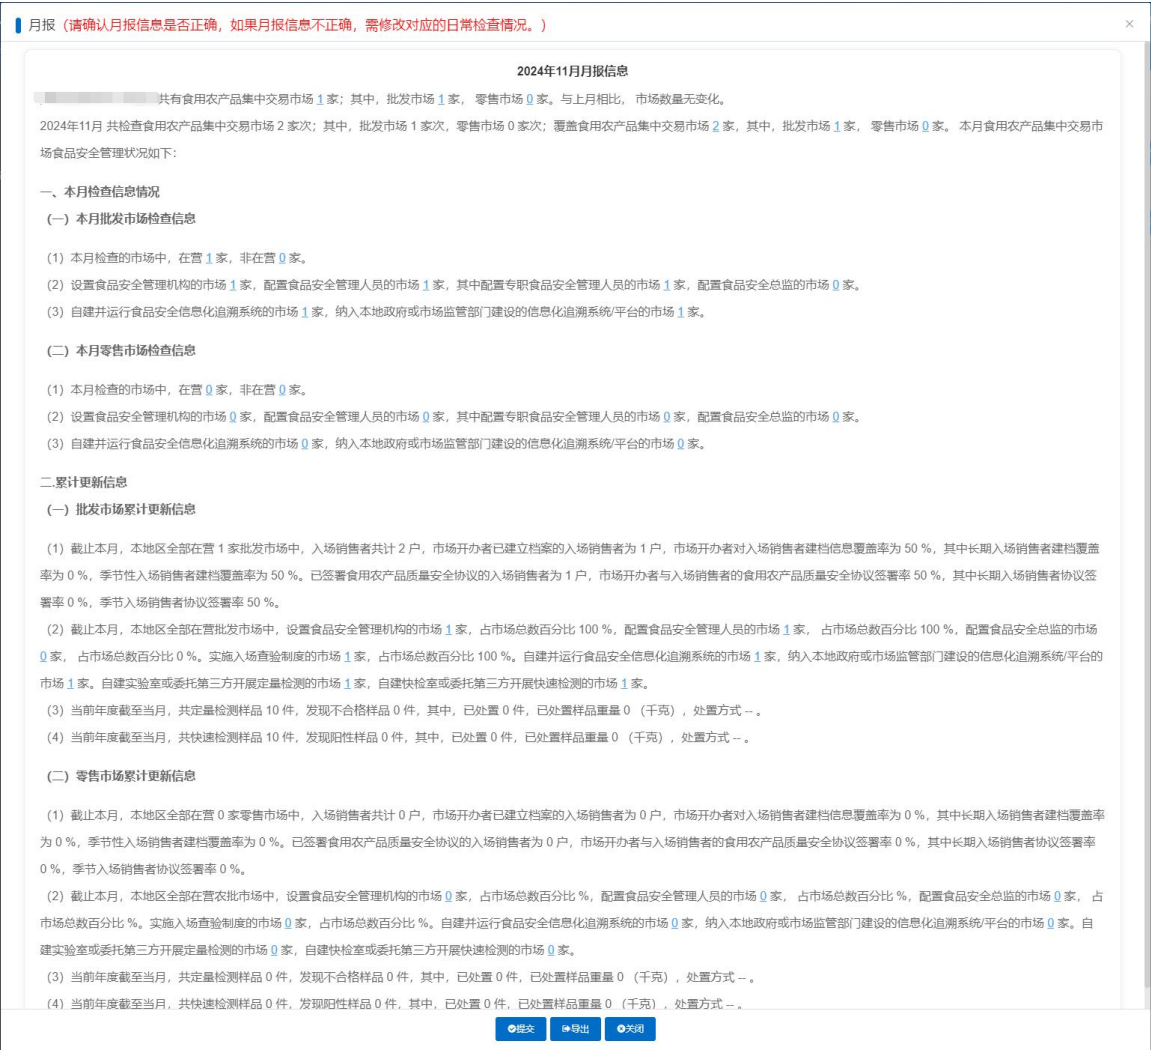 月报（请确认月报信息是否正确，如果月报信息不正确，需修改对应的日常检查情况。）
2024年11月月报信息
共有食用农产品集中交易市场 1 家；其中，批发市场 1 家， 零售市场 0 家。与上月相比， 市场数量无变化。
2024年11月 共检查食用农产品集中交易市场 2 家次；其中，批发市场 1 家次，零售市场 0 家次；覆盖食用农产品集中交易市场 2 家，其中，批发市场 1 家， 零售市场 0 家。 本月食用农产品集中交易市
场食品安全管理状况如下：
一、本月检查信息情况
（一）本月批发市场检查信息
（1）本月检查的市场中，在营 1 家，非在营 0 家。
（2）设置食品安全管理机构的市场 1 家，配置食品安全管理人员的市场 1 家，其中配置专职食品安全管理人员的市场 1 家，配置食品安全总监的市场 0 家。
（3）自建并运行食品安全信息化追溯系统的市场 1 家，纳入本地政府或市场监管部门建设的信息化追溯系统/平台的市场 1 家。
（二）本月零售市场检查信息
（1）本月检查的市场中，在营 0 家，非在营 0 家。
（2）设置食品安全管理机构的市场 0 家，配置食品安全管理人员的市场 0 家，其中配置专职食品安全管理人员的市场 0 家，配置食品安全总监的市场 0 家。
（3）自建并运行食品安全信息化追溯系统的市场 0 家，纳入本地政府或市场监管部门建设的信息化追溯系统/平台的市场 0 家。
二.累计更新信息
（一）批发市场累计更新信息
（1）截止本月，本地区全部在营 1 家批发市场中，入场销售者共计 2 户，市场开办者已建立档案的入场销售者为 1 户，市场开办者对入场销售者建档信息覆盖率为 50 %，其中长期入场销售者建档覆盖
率为 0 %，季节性入场销售者建档覆盖率为 50 %。已签署食用农产品质量安全协议的入场销售者为 1 户，市场开办者与入场销售者的食用农产品质量安全协议签署率 50 %，其中长期入场销售者协议签
署率 0 %，季节入场销售者协议签署率 50 %。
（2）截止本月，本地区全部在营批发市场中，设置食品安全管理机构的市场 1 家，占市场总数百分比 100 %，配置食品安全管理人员的市场 1 家， 占市场总数百分比 100 %，配置食品安全总监的市场
0 家， 占市场总数百分比 0 %。实施入场查验制度的市场 1 家，占市场总数百分比 100 %。自建并运行食品安全信息化追溯系统的市场 1 家，纳入本地政府或市场监管部门建设的信息化追溯系统/平台的
市场 1 家。自建实验室或委托第三方开展定量检测的市场 1 家，自建快检室或委托第三方开展快速检测的市场 1 家。
（3）当前年度截至当月，共定量检测样品 10 件，发现不合格样品 0 件，其中，已处置 0 件，已处置样品重量 0 （千克），处置方式 -- 。
（4）当前年度截至当月，共快速检测样品 10 件，发现阳性样品 0 件，其中，已处置 0 件，已处置样品重量 0 （千克），处置方式 -- 。
（二）零售市场累计更新信息
（1）截止本月，本地区全部在营 0 家零售市场中，入场销售者共计 0 户，市场开办者已建立档案的入场销售者为 0 户，市场开办者对入场销售者建档信息覆盖率为 0 %，其中长期入场销售者建档覆盖率
为 0 %，季节性入场销售者建档覆盖率为 0 %。已签署食用农产品质量安全协议的入场销售者为 0 户，市场开办者与入场销售者的食用农产品质量安全协议签署率 0 %，其中长期入场销售者协议签署率
0 %，季节入场销售者协议签署率 0 %。
（2）截止本月，本地区全部在营农批市场中，设置食品安全管理机构的市场 0 家，占市场总数百分比 %，配置食品安全管理人员的市场 0 家， 占市场总数百分比 %，配置食品安全总监的市场 0 家， 占
市场总数百分比 %。实施入场查验制度的市场 0 家，占市场总数百分比 %。自建并运行食品安全信息化追溯系统的市场 0 家，纳入本地政府或市场监管部门建设的信息化追溯系统/平台的市场 0 家。自
建实验室或委托第三方开展定量检测的市场 0 家，自建快检室或委托第三方开展快速检测的市场 0 家。
（3）当前年度截至当月，共定量检测样品 0 件，发现不合格样品 0 件，其中，已处置 0 件，已处置样品重量 0 （千克），处置方式 -- 。
（4）当前年度截至当月，共快速检测样品 0 件，发现阳性样品 0 件，其中，已处置 0 件，已处置样品重量 0 （千克），处置方式 -- 。
提交 导出 关闭